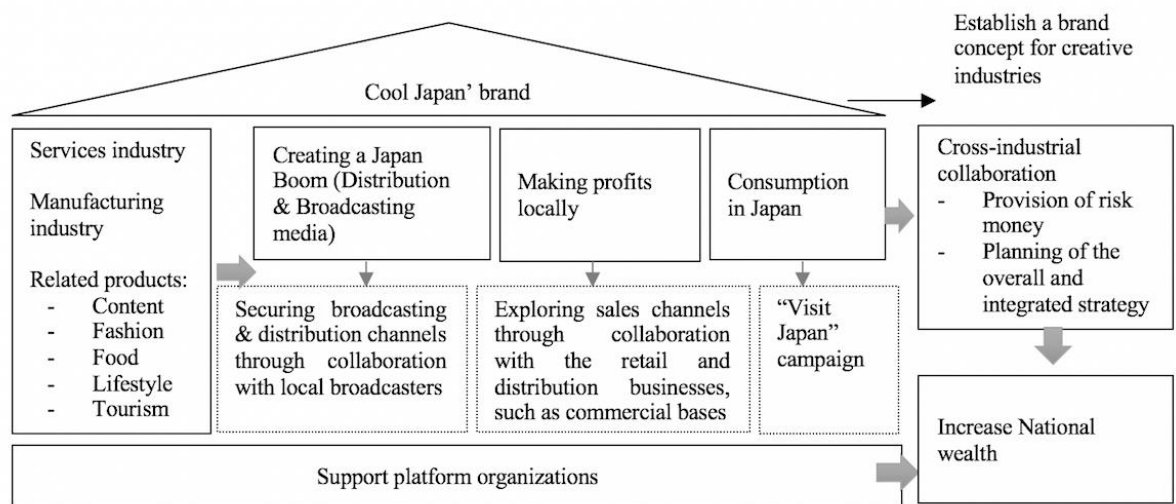 Establish a brand
concept for creative
industries
Cool Japan’ brand
Services industry
Manufacturing
industry
Related products:
- Content
- Fashion
- Food
- Lifestyle
- Tourism
Creating a Japan
Boom (Distribution
& Broadcasting
media)
Making profits
locally
Consumption
in Japan
Securing broadcasting
& distribution channels
through collaboration
with local broadcasters
Exploring sales channels
through collaboration
with the retail and
distribution businesses,
such as commercial bases
“Visit
Japan”
campaign
Cross-industrial
collaboration
- Provision of risk
money
- Planning of the
overall and
integrated strategy
Increase National
wealth
Support platform organizations